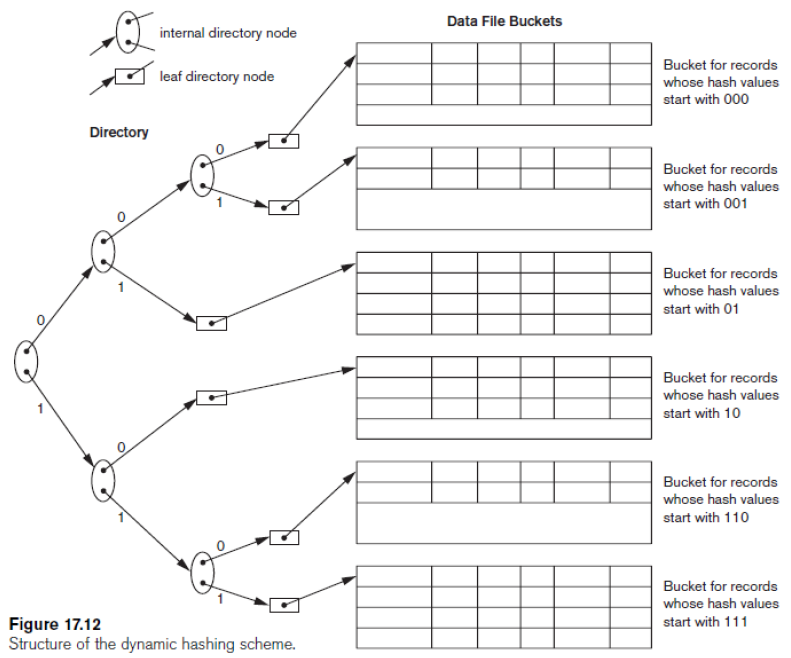 Data File Buckets
internal directory node
leaf directory node
Directory
0
1
0
1
0
1
0
1
0
1
Bucket for records
whose hash values
start with 000
Bucket for records
whose hash values
start with 001
Bucket for records
whose hash values
start with 01
Bucket for records
whose hash values
start with 10
Bucket for records
whose hash values
start with 110
Bucket for records
whose hash values
start with 111
Figure 17.12
Structure of the dynamic hashing scheme.